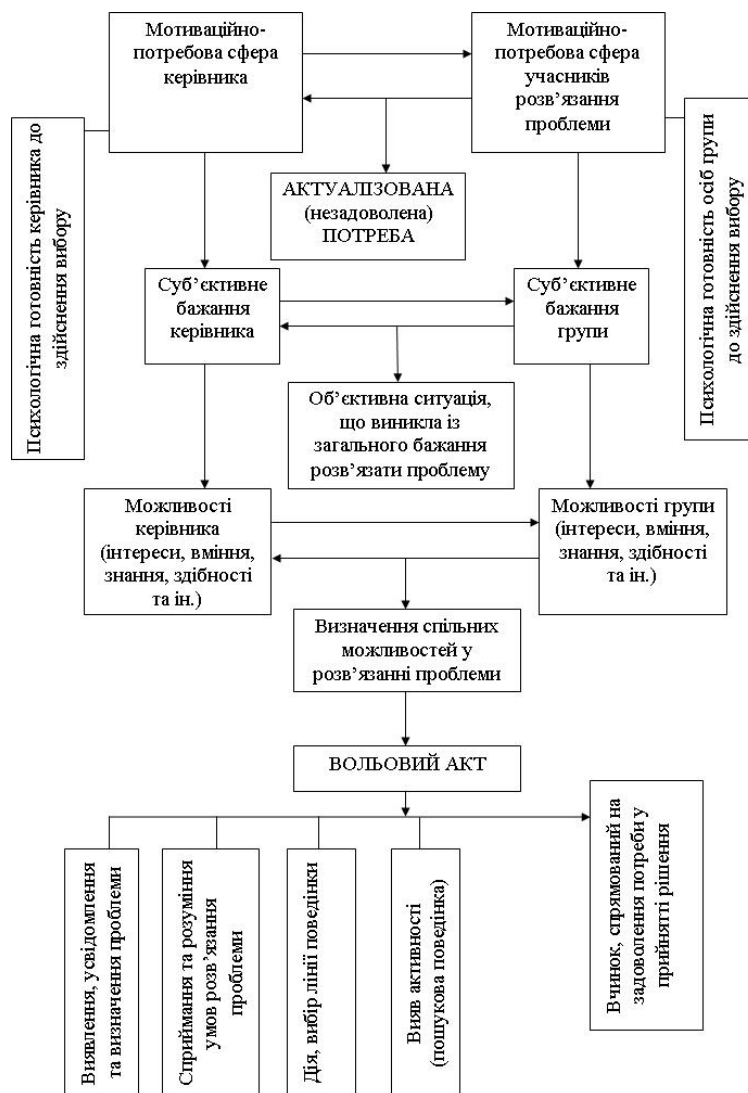 Мотиваційно-
потребова сфера
керівника
Мотиваційно-
потребова сфера
учасників
розв’язання
проблеми
Психологічна готовність керівника до
здійснення вибору
АКТУАЛІЗОВАНА
(незадоволена)
ПОТРЕБА
Психологічна готовність осіб групи
до здійснення вибору
Суб’єктивне
бажання
керівника
Суб’єктивне
бажання
групи
Об’єктивна ситуація,
що виникла із
загального бажання
розв’язати проблему
Можливості
керівника
(інтереси, вміння,
знання, здібності
та ін.)
Можливості групи
(інтереси, вміння,
знання, здібності
та ін.)
Визначення спільних
можливостей у
розв’язанні проблеми
ВОЛЬОВИЙ АКТ
Виявлення, усвідомлення
та визначення проблеми
Сприймання та розуміння
умов розв’язання
проблеми
Дія, вибір лінії поведінки
Вияв активності
(пошукова поведінка)
Вчинок, спрямований на
задоволення потреби у
прийнятті рішення